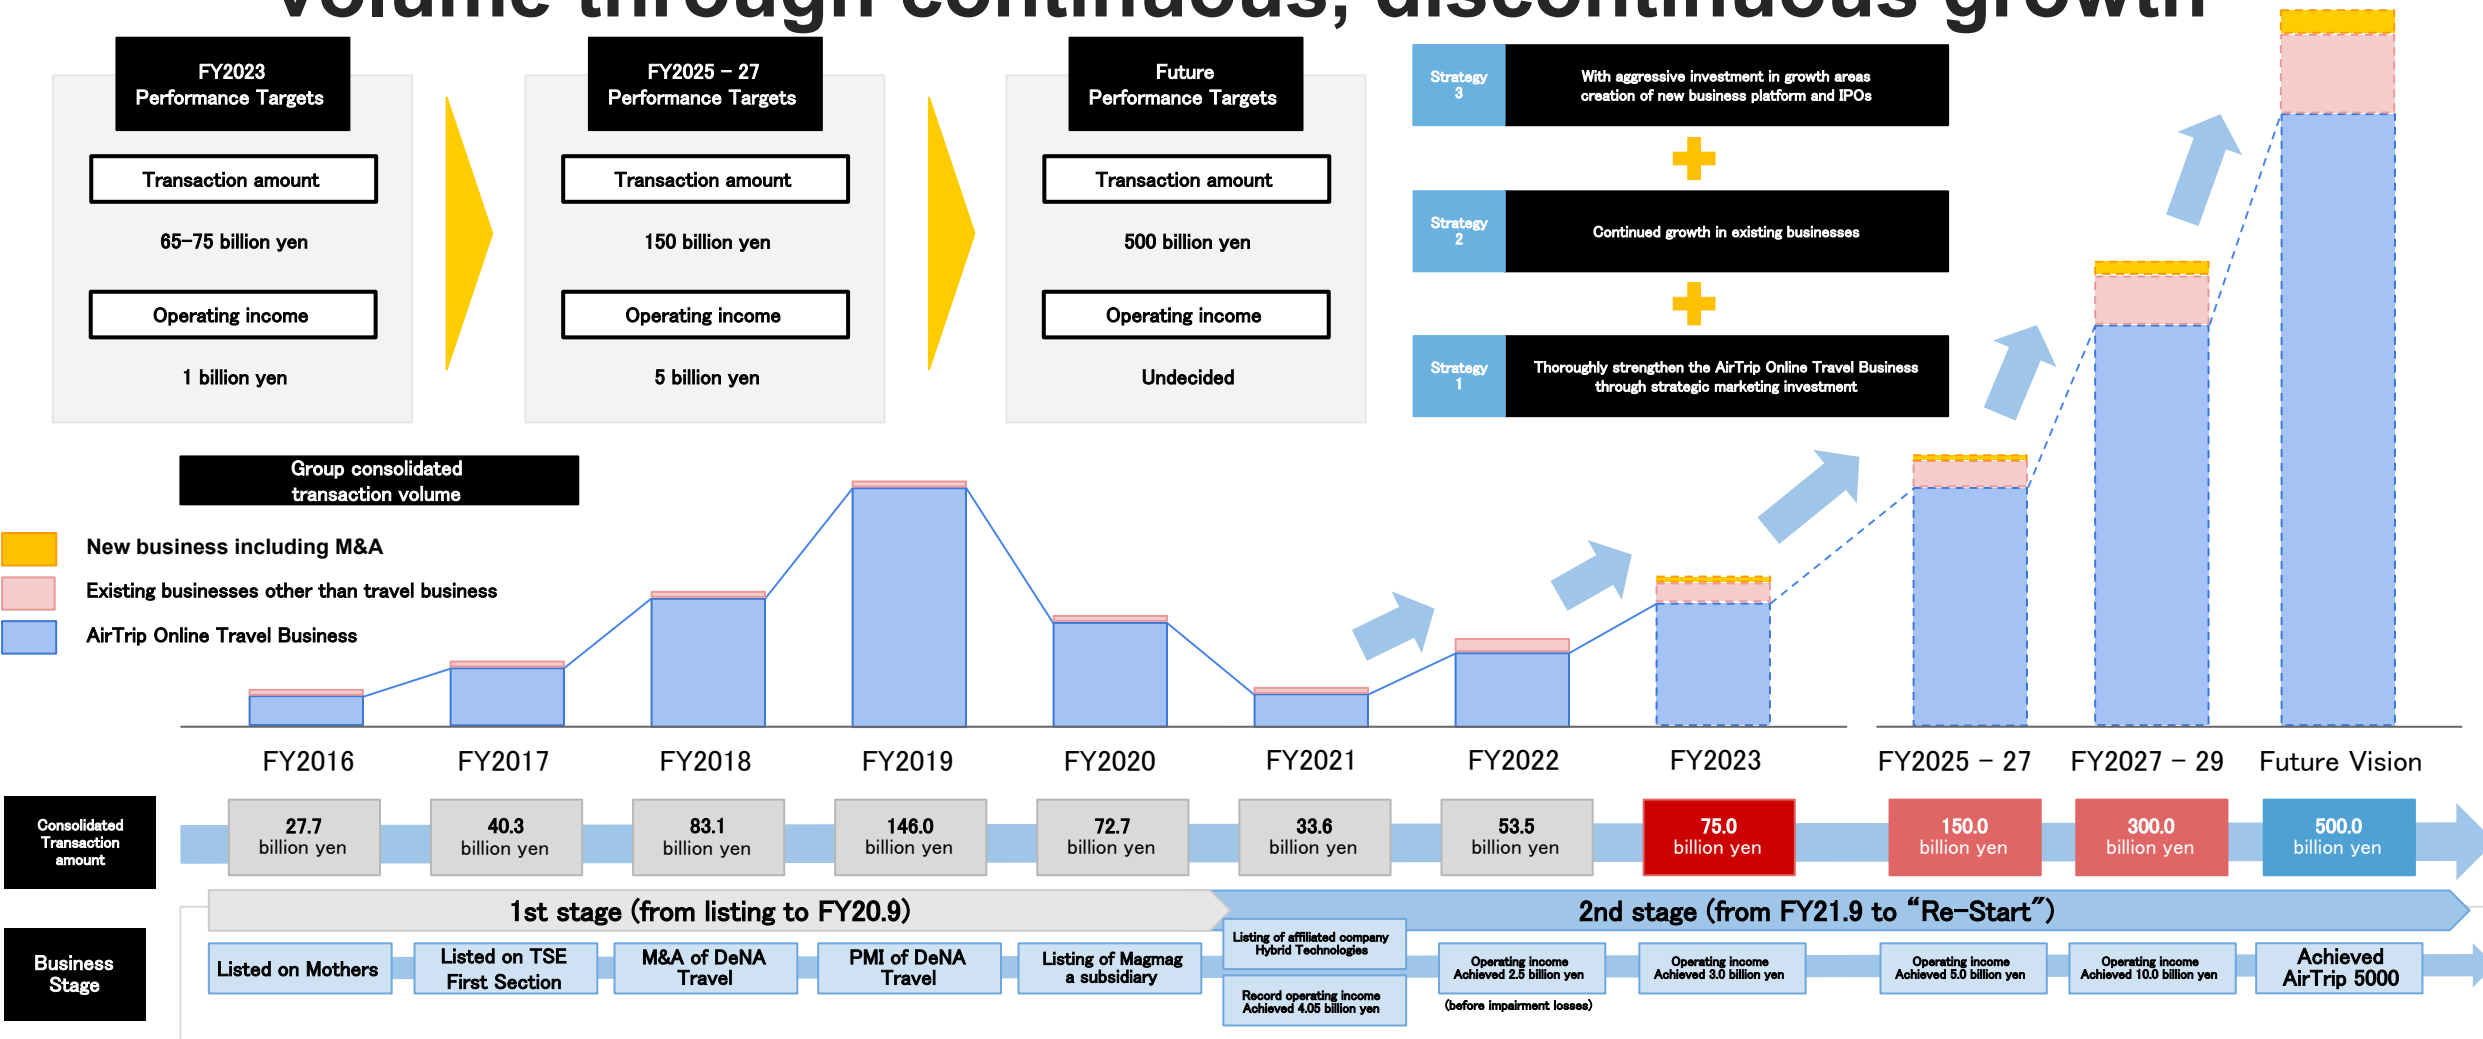 volume through continuous, discontinuous growth
FY2023
Performance Targets
Transaction amount
65-75 billion yen
Operating income
1 billion yen
FY2025 - 27
Performance Targets
Transaction amount
150 billion yen
Operating income
5 billion yen
Future
Performance Targets
Transaction amount
500 billion yen
Operating income
Undecided
Strategy
3
With aggressive investment in growth areas
creation of new business platform and IPOs
Strategy
2
Continued growth in existing businesses
Strategy
1
Thoroughly strengthen the AirTrip Online Travel Business
through strategic marketing investment
Group consolidated
transaction volume
New business including M&A
Existing businesses other than travel business
AirTrip Online Travel Business
FY2016
FY2017
FY2018
FY2019
FY2020
FY2021
FY2022
FY2023
FY2025 - 27
FY2027 - 29
Future Vision
Consolidated
Transaction
amount
27.7
billion yen
40.3
billion yen
83.1
billion yen
146.0
billion yen
72.7
billion yen
33.6
billion yen
53.5
billion yen
75.0
billion yen
150.0
billion yen
300.0
billion yen
500.0
billion yen
1st stage (from listing to FY20.9)
2nd stage (from FY21.9 to “Re-Start”)
Business
Stage
Listed on Mothers
Listed on TSE
First Section
M&A of DeNA
Travel
PMI of DeNA
Travel
Listing of Magmag
a subsidiary
Listing of affiliated company
Hybrid Technologies
Record operating income
Achieved 4.05 billion yen
Operating income
Achieved 2.5 billion yen
(before impairment losses)
Operating income
Achieved 3.0 billion yen
Operating income
Achieved 5.0 billion yen
Operating income
Achieved 10.0 billion yen
Achieved
AirTrip 5000